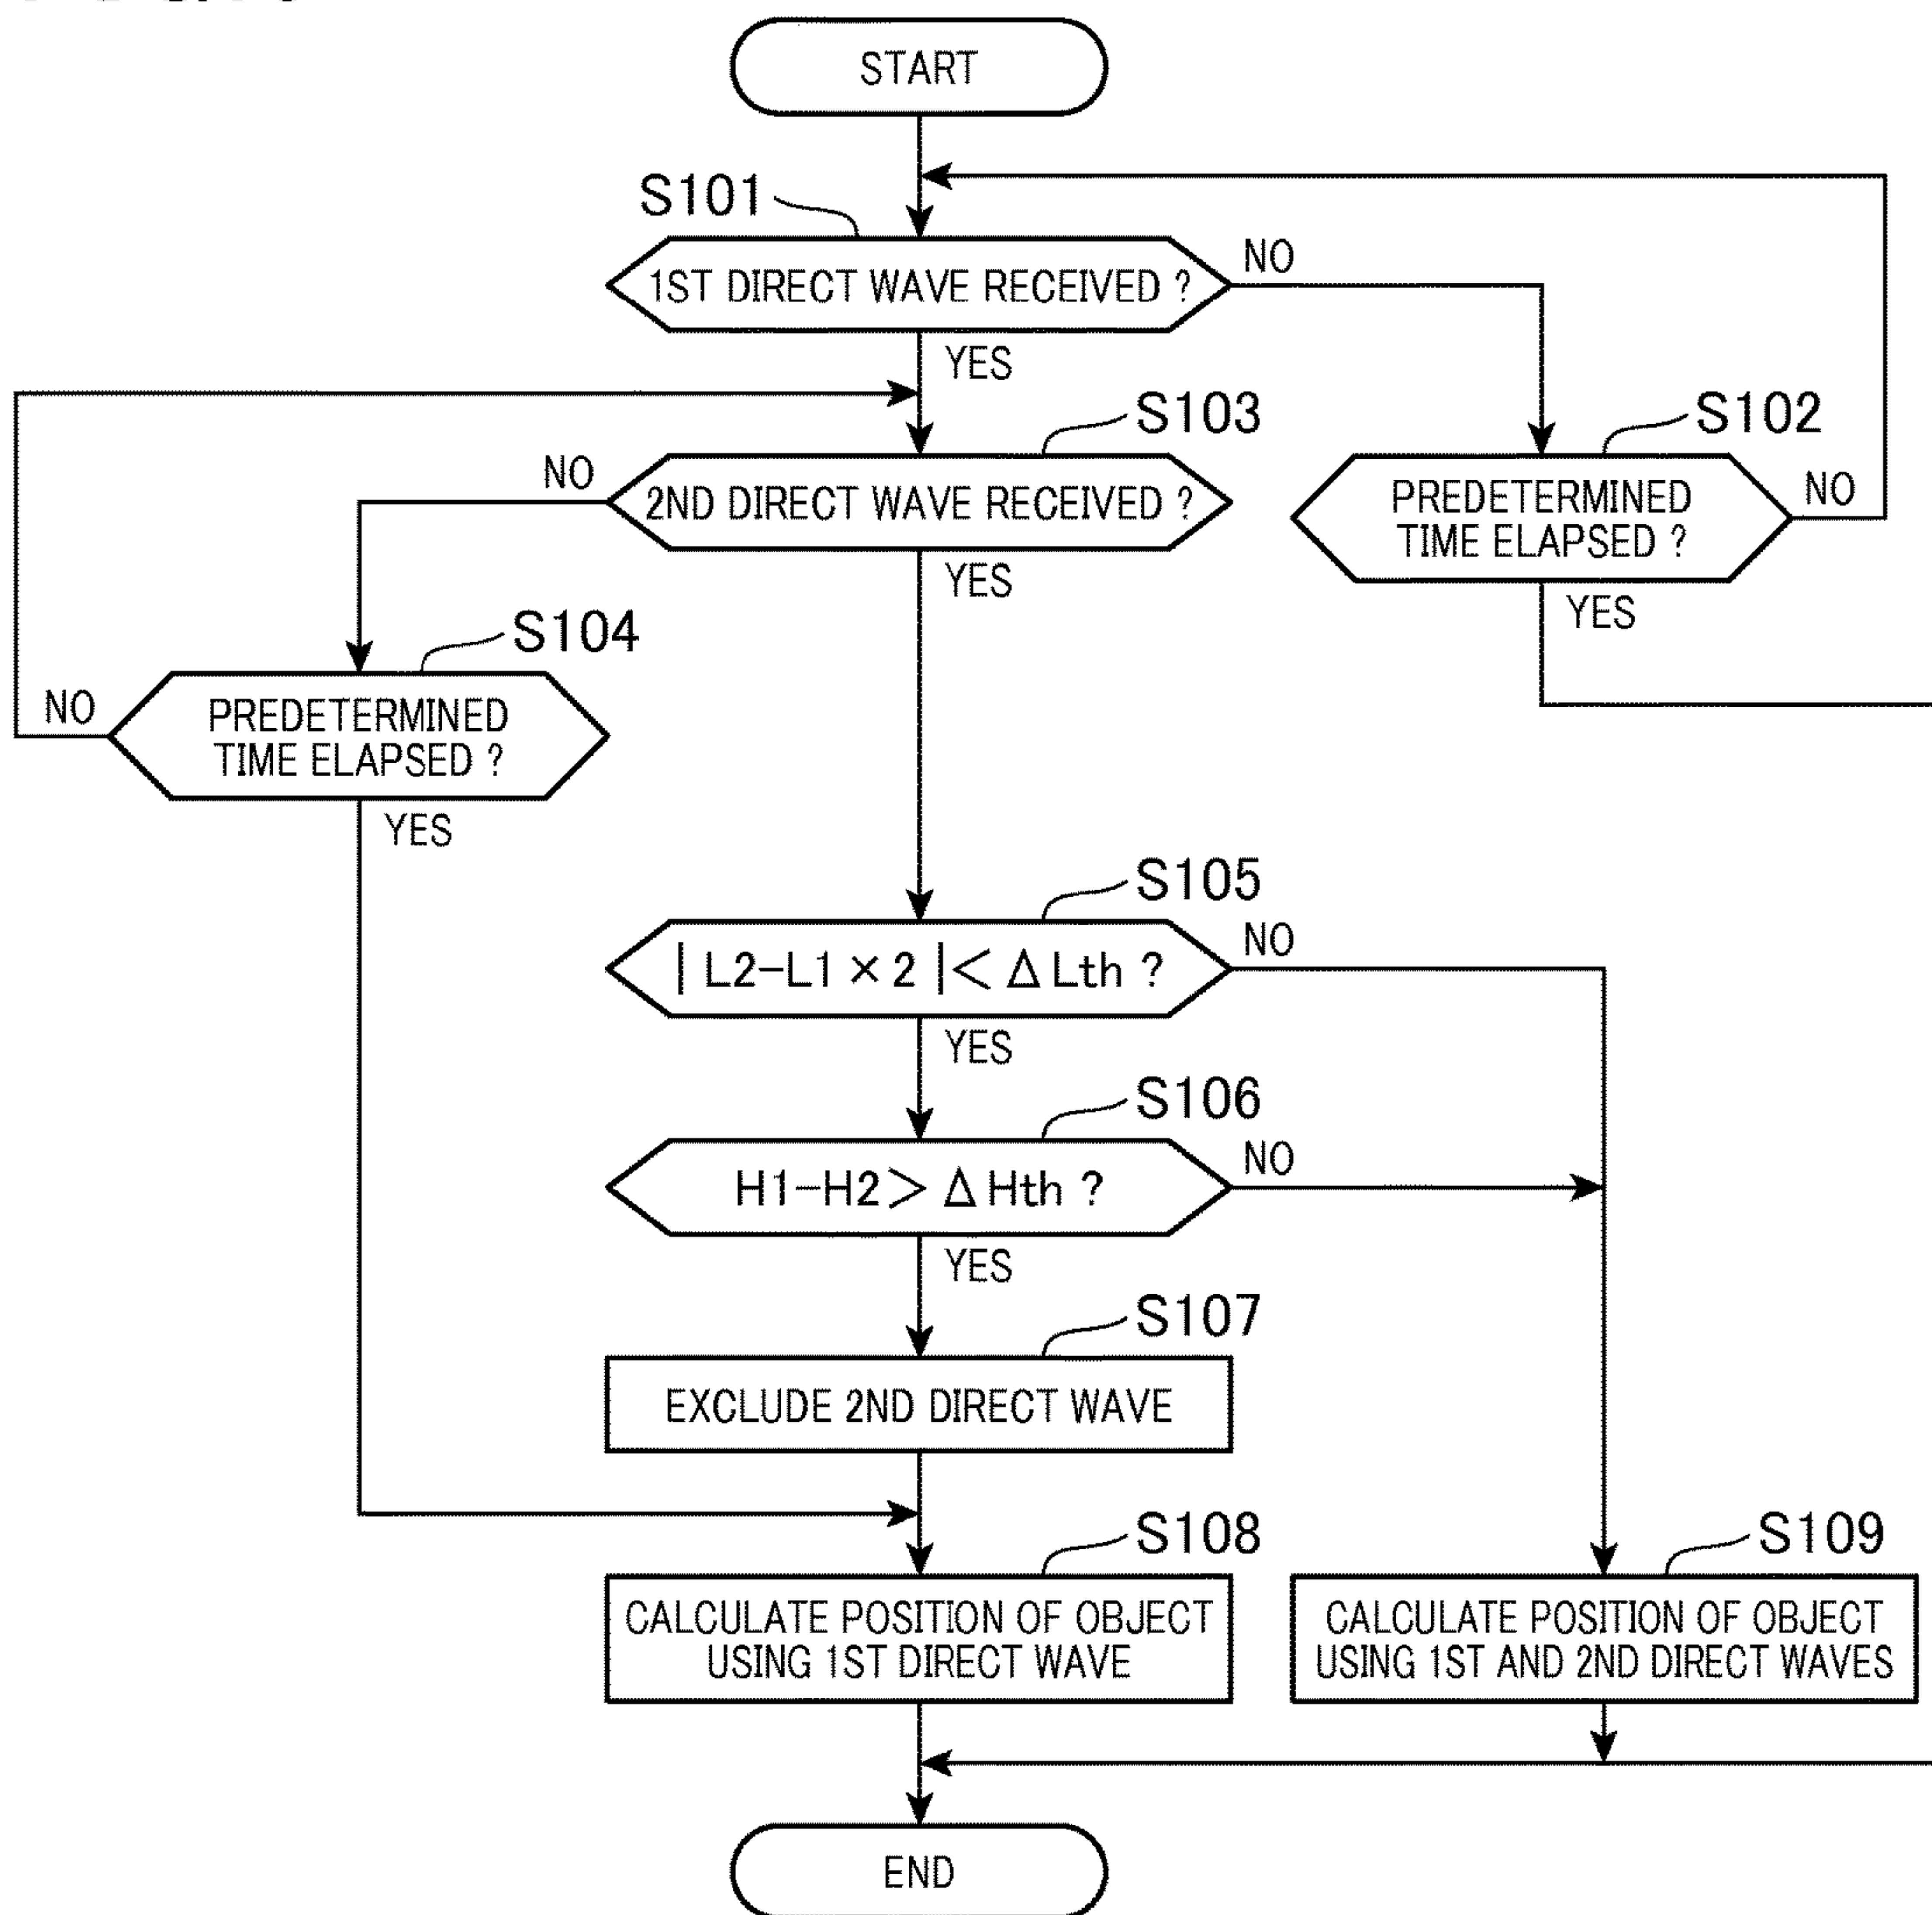 START
S101
1ST DIRECT WAVE RECEIVED ?
NO
YES
S103
S102
NO
2ND DIRECT WAVE RECEIVED ?
PREDETERMINED
TIME ELAPSED ?
NO
YES
YES
S104
NO
PREDETERMINED
TIME ELAPSED ?
YES
S105
| L2-L1 × 2 |< Δ Lth ?
NO
YES
S106
H1-H2> Δ Hth ?
NO
YES
S107
EXCLUDE 2ND DIRECT WAVE
S108
S109
CALCULATE POSITION OF OBJECT
USING 1ST DIRECT WAVE
CALCULATE POSITION OF OBJECT
USING 1ST AND 2ND DIRECT WAVES
END